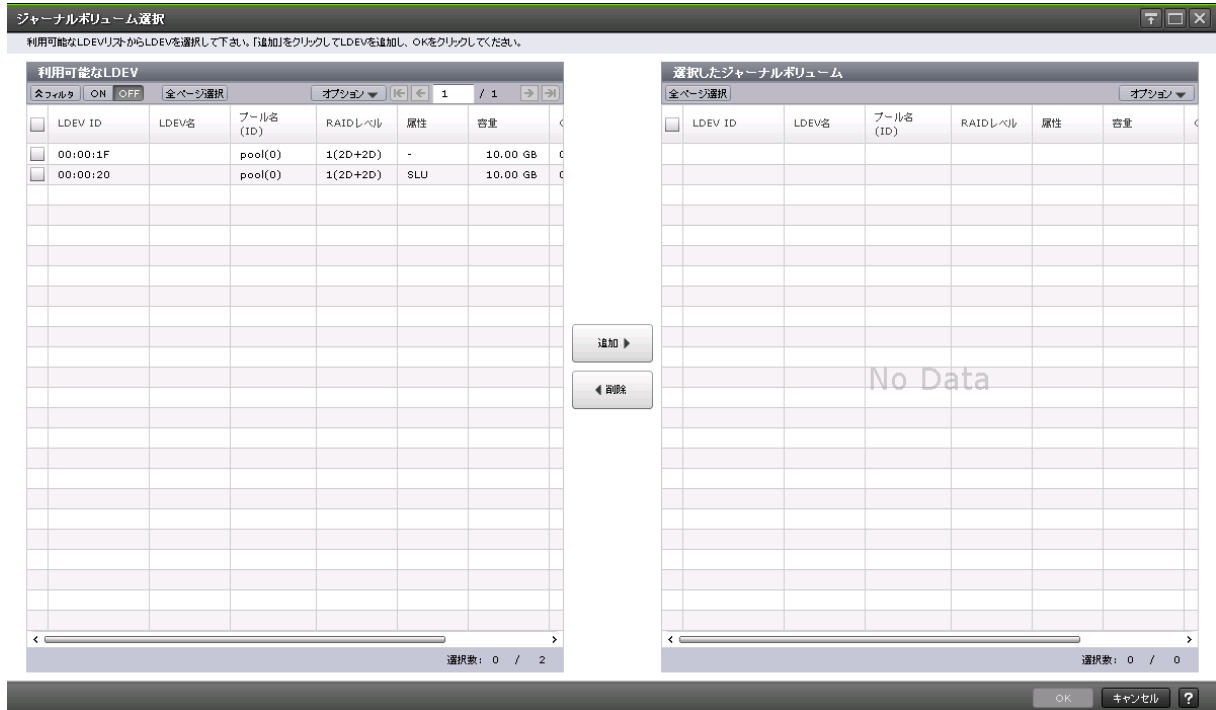 ジャーナルボリューム選択
利用可能なLDEVリストからLDEVを選択して下さい。「追加」をクリックしてLDEVを追加し、OKをクリックしてください。
利用可能なLDEV
フィルタ ON OFF 全ページ選択 オプション 1 / 1
LDEV ID LDEV名 プール名 (ID) RAIDレベル 属性 容量
00:00:1F pool(0) 1(2D+2D) - 10.00 GB
00:00:20 pool(0) 1(2D+2D) SLU 10.00 GB
選択数: 0 / 2
追加
削除
選択したジャーナルボリューム
全ページ選択 オプション
LDEV ID LDEV名 プール名 (ID) RAIDレベル 属性 容量
No Data
選択数: 0 / 0
OK キャンセル ?